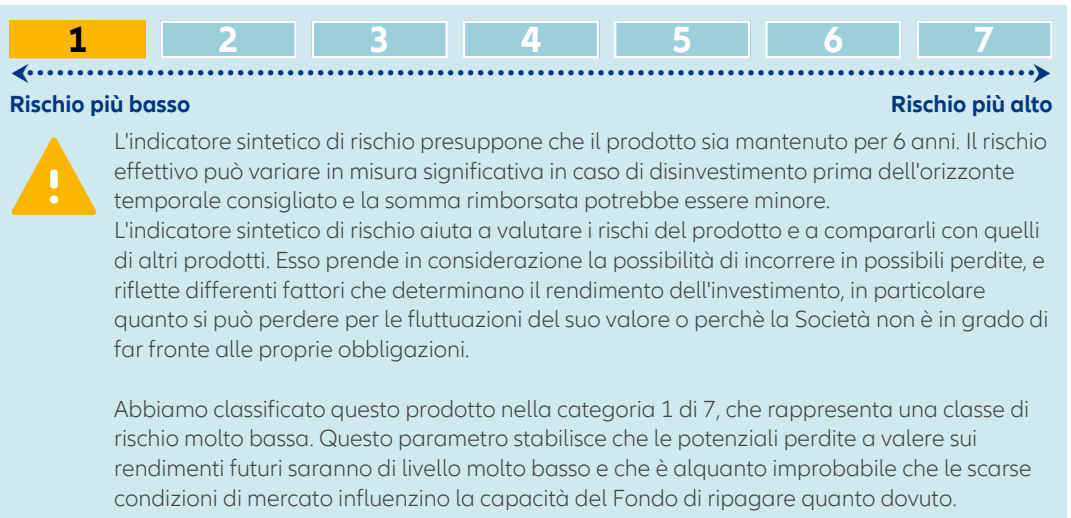 1 2 3 4 5 6 7
Rischio più basso Rischio più alto
L'indicatore sintetico di rischio presuppone che il prodotto sia mantenuto per 6 anni. Il rischio
effettivo può variare in misura significativa in caso di disinvestimento prima dell'orizzonte
temporale consigliato e la somma rimborsata potrebbe essere minore.
L'indicatore sintetico di rischio aiuta a valutare i rischi del prodotto e a compararli con quelli
di altri prodotti. Esso prende in considerazione la possibilità di incorrere in possibili perdite, e
riflette differenti fattori che determinano il rendimento dell'investimento, in particolare
quanto si può perdere per le fluttuazioni del suo valore o perchè la Società non è in grado di
far fronte alle proprie obbligazioni.
Abbiamo classificato questo prodotto nella categoria 1 di 7, che rappresenta una classe di
rischio molto bassa. Questo parametro stabilisce che le potenziali perdite a valere sui
rendimenti futuri saranno di livello molto basso e che è alquanto improbabile che le scarse
condizioni di mercato influenzino la capacità del Fondo di ripagare quanto dovuto.